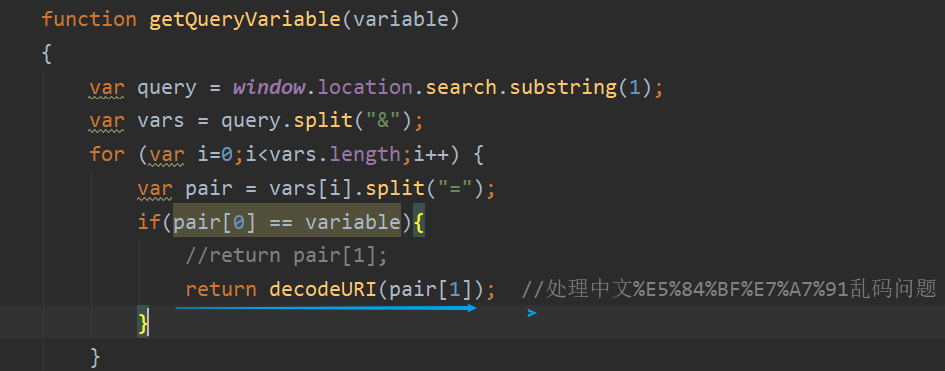 function getQueryVariable(variable)
{
var query = window.location.search.substring(1);
var vars = query.split("&");
for (var i=0;i<vars.length;i++) {
var pair = vars[i].split("=");
if(pair[0] == variable){
//return pair[1];
return decodeURI(pair[1]); //处理中文%E5%84%BF%E7%A7%91乱码问题
}
}